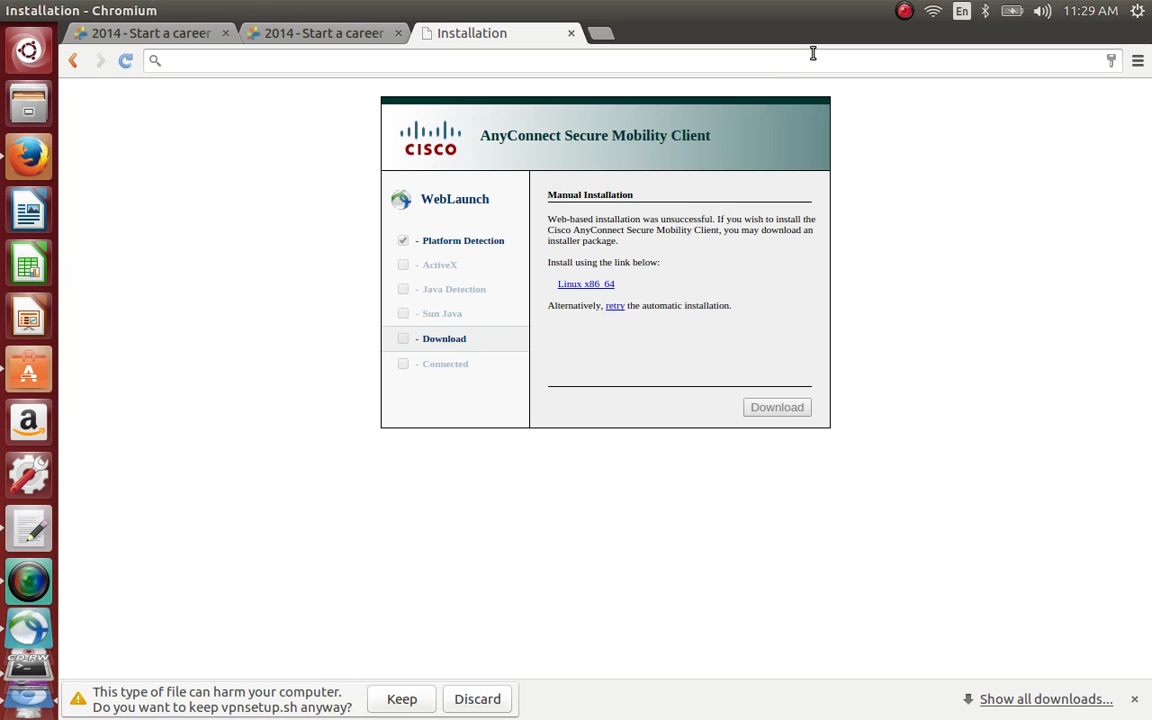 Installation - Chromium
En
11:29 AM
2014 - Start a career ×
2014 - Start a career ×
Installation ×
CISCO
AnyConnect Secure Mobility Client
WebLaunch
- Platform Detection
- ActiveX
- Java Detection
- Sun Java
- Download
- Connected
Manual Installation
Web-based installation was unsuccessful. If you wish to install the
Cisco AnyConnect Secure Mobility Client, you may download an
installer package.
Install using the link below:
Linux x86_64
Alternatively, retry the automatic installation.
Download
CD-RW
This type of file can harm your computer.
Do you want to keep vpnsetup.sh anyway?
Keep
Discard
Show all downloads...